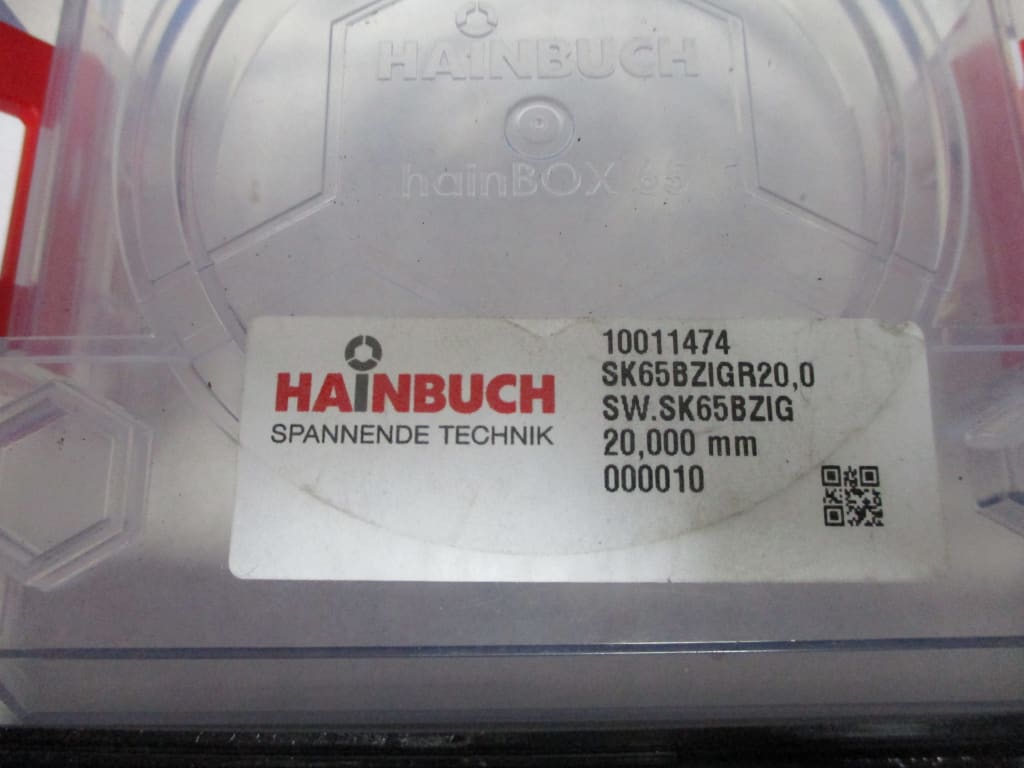 HAINBUCH
hainBOX 65
HAINBUCH
SPANNENDE TECHNIK
10011474
SK65BZIGR20,0
SW.SK65BZIG
20,000 mm
000010